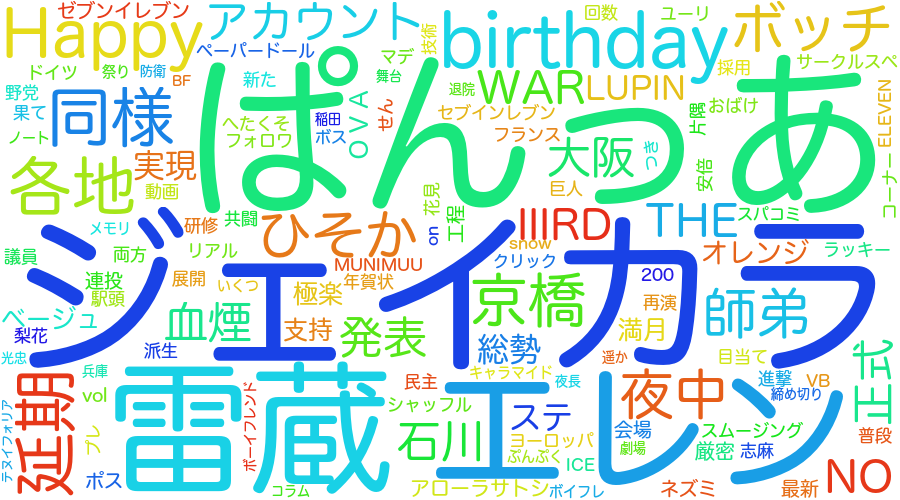 Happy
ゼブンイレブン
アカウント
birthday
回数
ユーリ
ボッチ
ペーパードール
マデ
技術
舞台
採用
サークルスペ
ドイツ
祭り
防衛
BF
新た
退院
WAR
LUPIN
野党
果て
同様
へたくそ
フォロワ
OVA
せん
稲田
ボス
セブインレブン
おばけ
片隅
ELEVEN
ノート
フランス
ぱんつあ
各地
実現
動画
大阪
つき
巨人
安倍
コーナー
研修
共闘
ひそか
花見
on
工程
IIIRD
THE
スパコミ
メモリ
両方
リアル
snow
オレンジ
ラッキー
議員
連投
駅頭
展開
MUNIMUU
クリック
200
いくつ
年賀状
ベージュ
血煙
極楽
京橋
再演
師弟
梨花
派生
支持
発表
総勢
満月
遥か
目当て
光忠
兵庫
ジェイカラ
キャラマイド
夜長
進撃
VB
締め切り
正式
延期
vol
雷蔵
ボーイフレンド
民主
シャッフル
エレン
ステ
夜中
テヌイフォリア
フレ
石川
ヨーロッパ
ぷんぷく
会場
劇場
スムージング
普段
厳密
志麻
ポス
コラム
アローラサトシ
ICE
ボイフレ
ネズミ
最新
NO